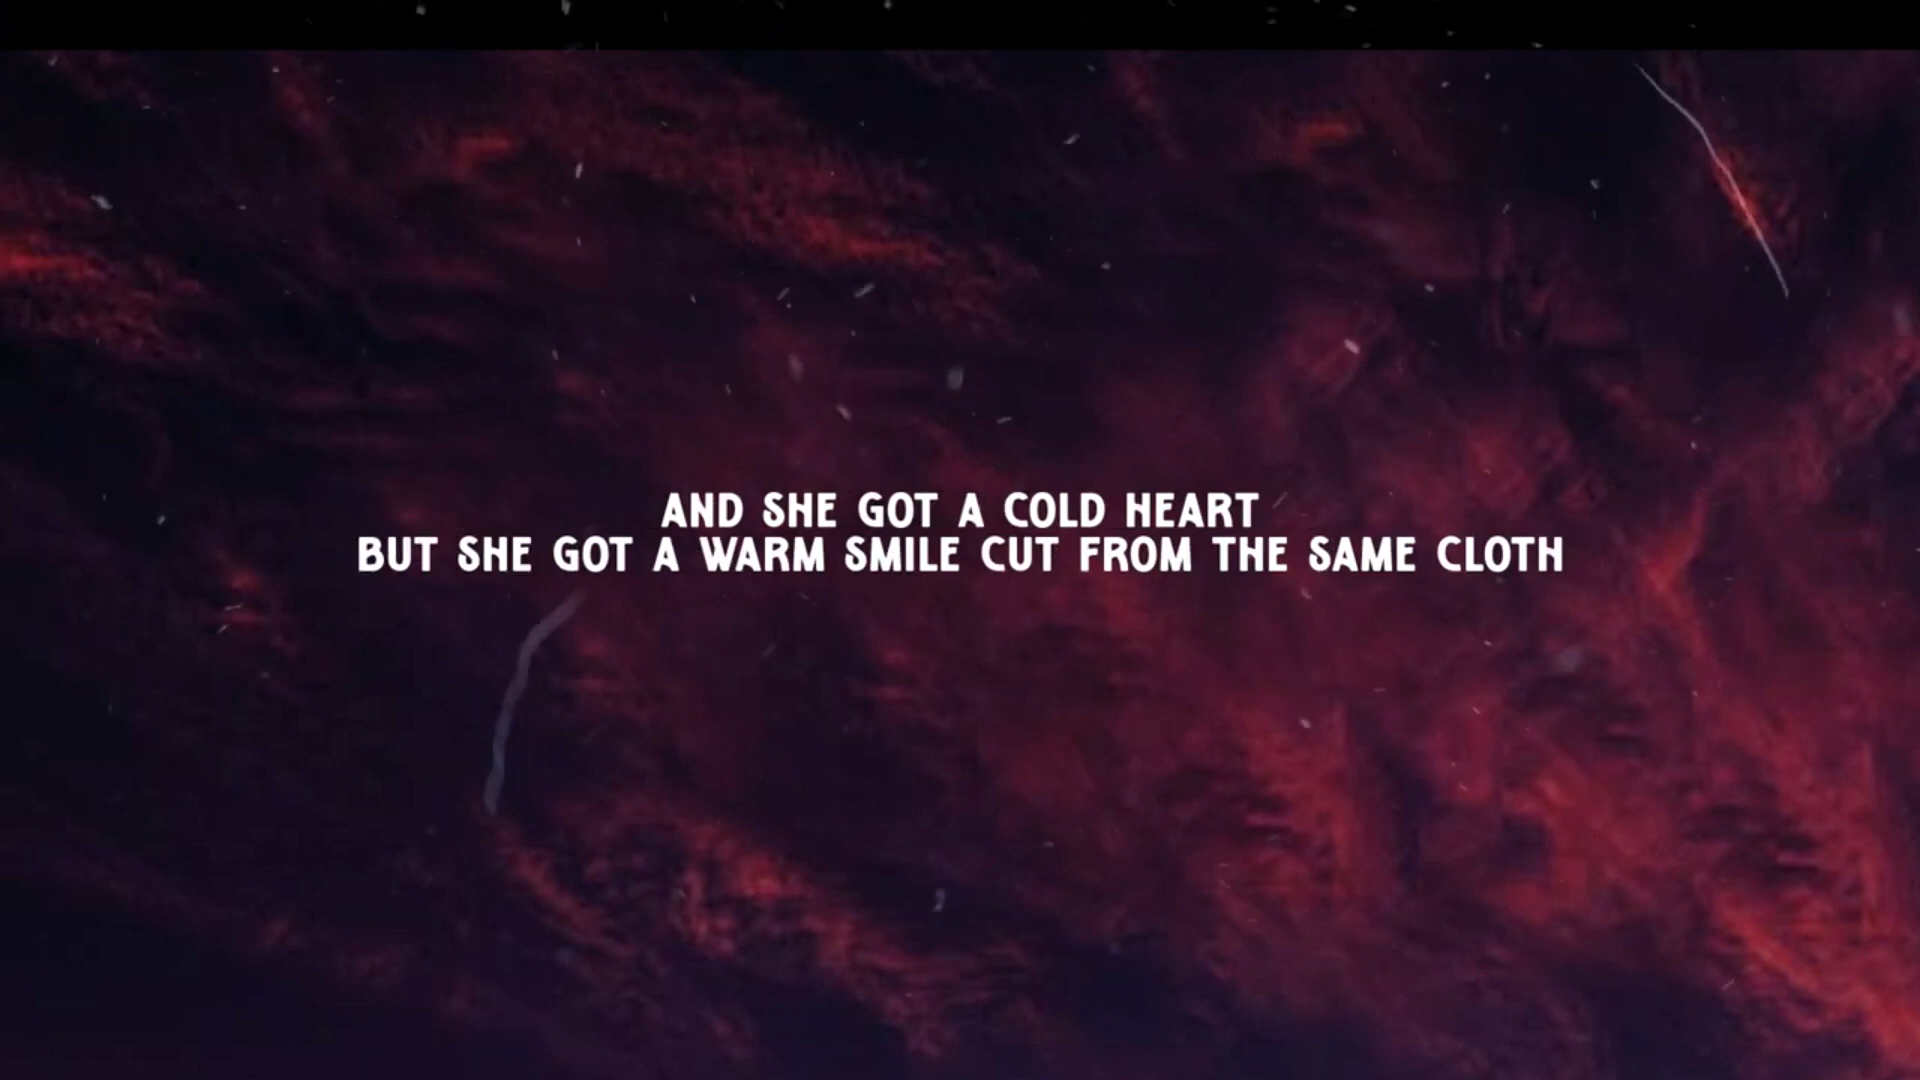 AND SHE GOT A COLD HEART
BUT SHE GOT A WARM SMILE CUT FROM THE SAME CLOTH